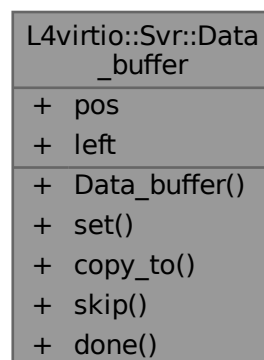 L4virtio::Svr::Data
_buffer
+ pos
+ left
+ Data_buffer()
+ set()
+ copy_to()
+ skip()
+ done()